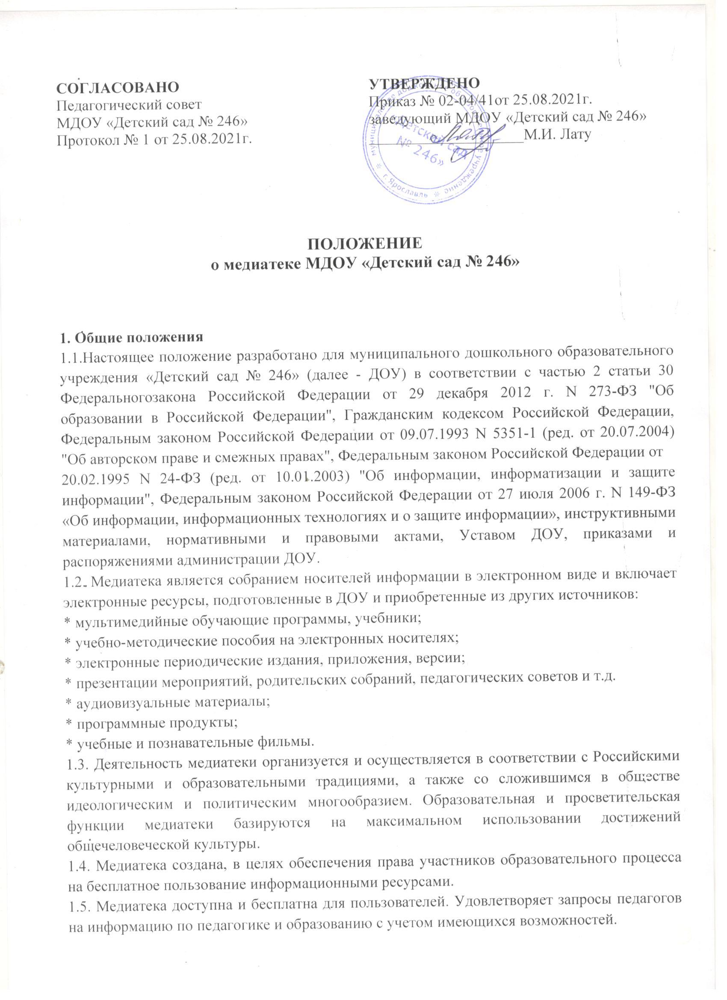 СОГЛАСОВАНО
Педагогический совет
МДОУ «Детский сад № 246»
Протокол № 1 от 25.08.2021г.
УТВЕРЖДЕНО
Приказ № 02-04/41от 25.08.2021г.
заведующий МДОУ «Детский сад № 246»
М.И. Лату
муниципальное дошкольное образовательное учреждение * г. Ярославль *
«Детский сад
№ 246»
ПОЛОЖЕНИЕ
о медиатеке МДОУ «Детский сад № 246»
1. Общие положения
1.1.Настоящее положение разработано для муниципального дошкольного образовательного
учреждения «Детский сад № 246» (далее - ДОУ) в соответствии с частью 2 статьи 30
Федеральногозакона Российской Федерации от 29 декабря 2012 г. N 273-ФЗ "Об
образовании в Российской Федерации", Гражданским кодексом Российской Федерации,
Федеральным законом Российской Федерации от 09.07.1993 N 5351-1 (ред. от 20.07.2004)
"Об авторском праве и смежных правах", Федеральным законом Российской Федерации от
20.02.1995 N 24-ФЗ (ред. от 10.01.2003) "Об информации, информатизации и защите
информации", Федеральным законом Российской Федерации от 27 июля 2006 г. N 149-ФЗ
«Об информации, информационных технологиях и о защите информации», инструктивными
материалами, нормативными и правовыми актами, Уставом ДОУ, приказами и
распоряжениями администрации ДОУ.
1.2. Медиатека является собранием носителей информации в электронном виде и включает
электронные ресурсы, подготовленные в ДОУ и приобретенные из других источников:
* мультимедийные обучающие программы, учебники;
* учебно-методические пособия на электронных носителях;
* электронные периодические издания, приложения, версии;
* презентации мероприятий, родительских собраний, педагогических советов и т.д.
* аудиовизуальные материалы;
* программные продукты;
* учебные и познавательные фильмы.
1.3. Деятельность медиатеки организуется и осуществляется в соответствии с Российскими
культурными и образовательными традициями, а также со сложившимся в обществе
идеологическим и политическим многообразием. Образовательная и просветительская
функции медиатеки базируются на максимальном использовании достижений
общечеловеческой культуры.
1.4. Медиатека создана, в целях обеспечения права участников образовательного процесса
на бесплатное пользование информационными ресурсами.
1.5. Медиатека доступна и бесплатна для пользователей. Удовлетворяет запросы педагогов
на информацию по педагогике и образованию с учетом имеющихся возможностей.